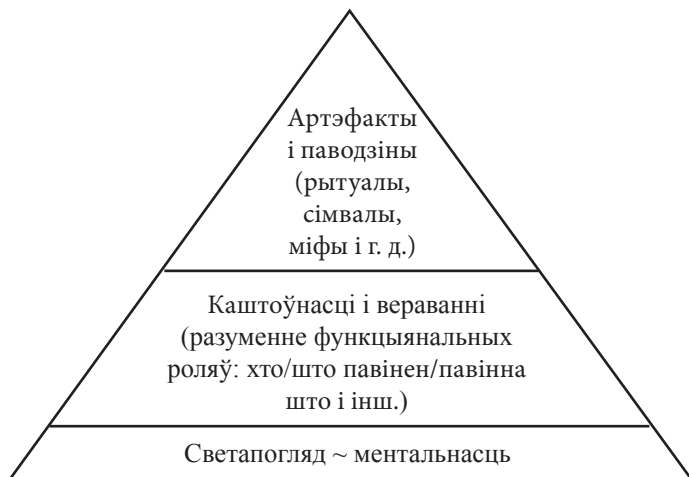 Артэфакты
і паводзіны
(рытуалы,
сімвалы,
міфы і г. д.)
Каштоўнасці і вераванні
(разуменне функцыянальных
роляў: хто/што павінен/павінна
што і інш.)
Светапогляд ~ ментальнасць